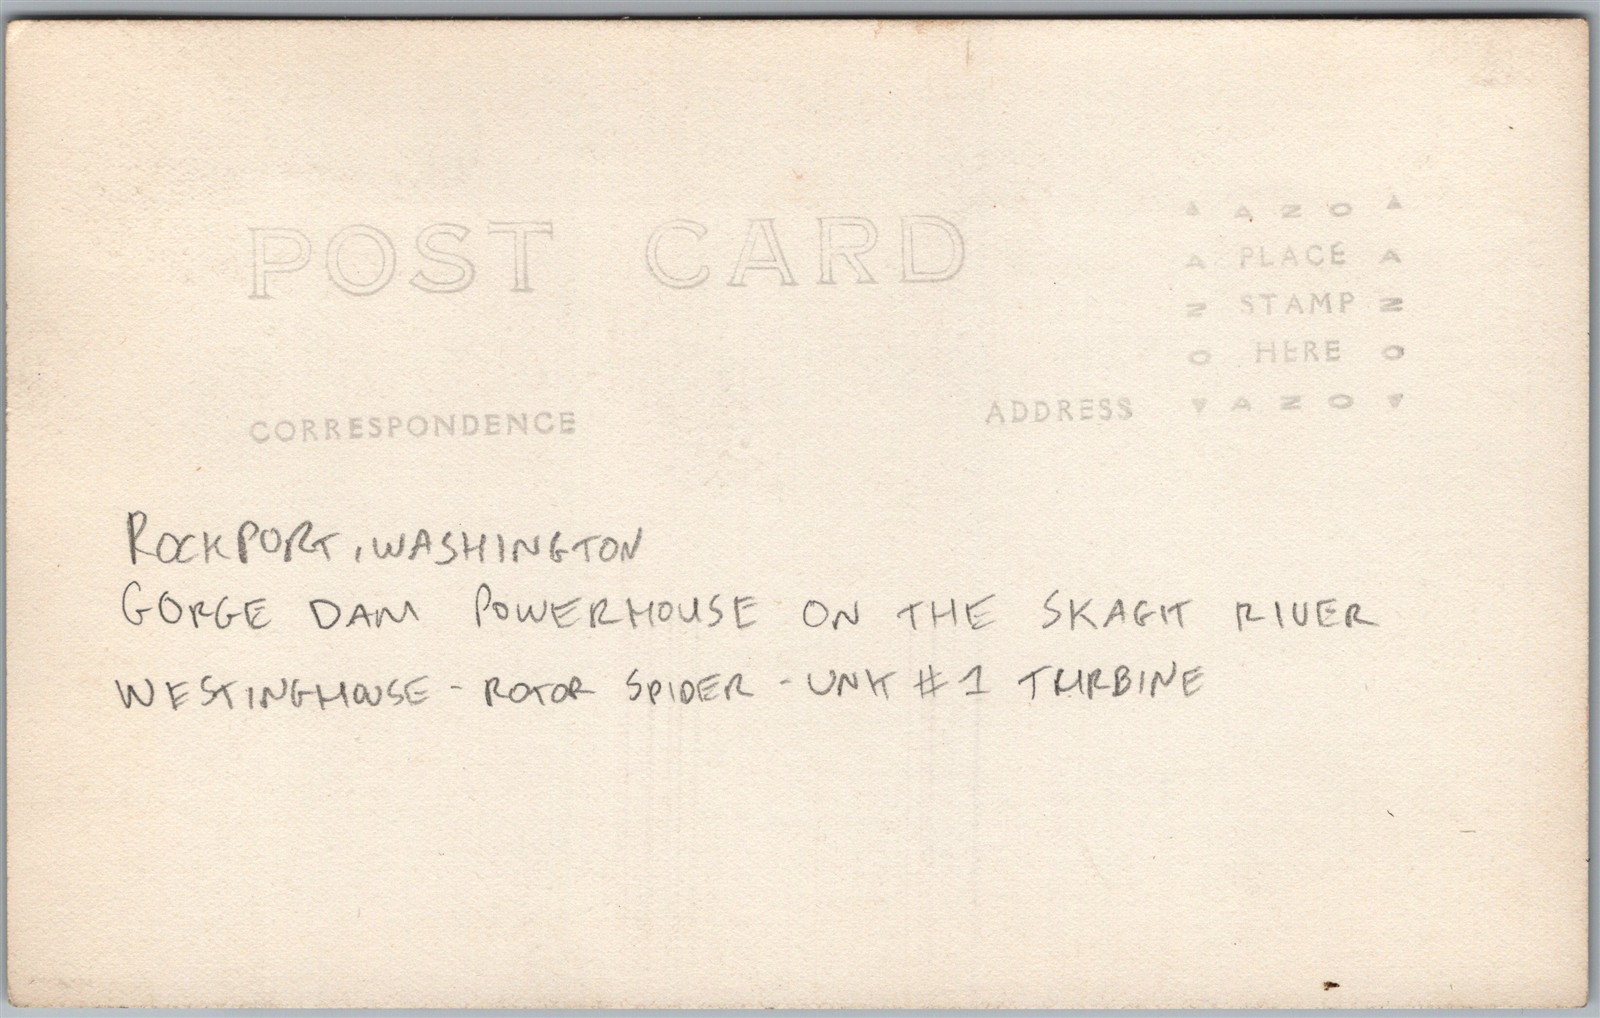 POST CARD
▲ AZO ▲
A PLACE A
N STAMP N
O HERE O
▼ AZO ▼
CORRESPONDENCE
ADDRESS
ROCKPORT, WASHINGTON
GORGE DAM POWERHOUSE ON THE SKAGIT RIVER
WESTINGHOUSE - ROTOR SPIDER - UNIT #1 TURBINE